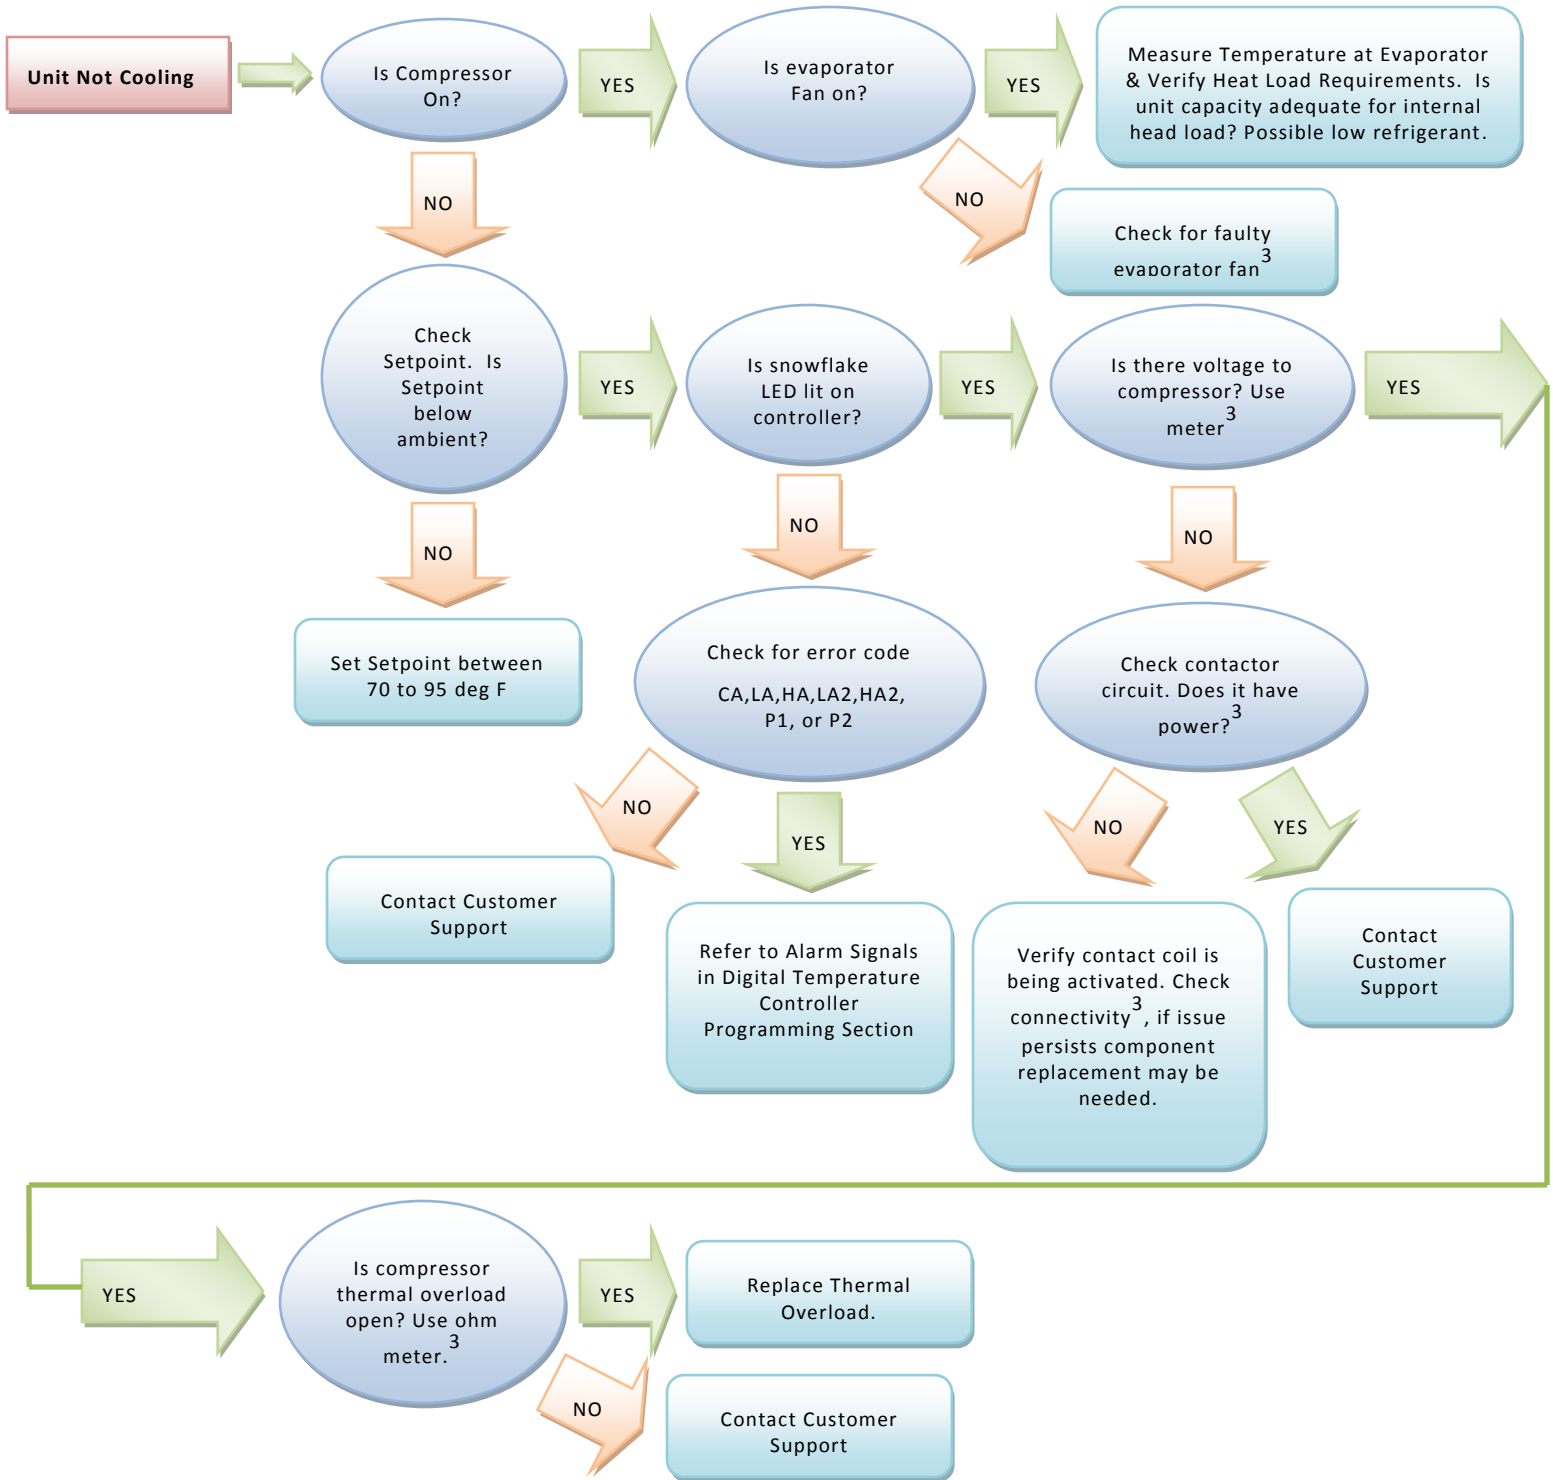 Unit Not Cooling
Is Compressor
On?
YES
Is evaporator
Fan on?
YES
Measure Temperature at Evaporator
& Verify Heat Load Requirements.  Is
unit capacity adequate for internal
head load? Possible low refrigerant.
NO
NO
Check for faulty
evaporator fan3
Check
Setpoint.  Is
Setpoint
below
ambient?
YES
Is snowflake
LED lit on
controller?
YES
Is there voltage to
compressor? Use
meter3
YES
NO
NO
NO
Set Setpoint between
70 to 95 deg F
Check for error code
CA,LA,HA,LA2,HA2,
P1, or P2
Check contactor
circuit. Does it have
power?3
NO
YES
NO
YES
Contact Customer
Support
Refer to Alarm Signals
in Digital Temperature
Controller
Programming Section
Verify contact coil is
being activated. Check
connectivity3, if issue
persists component
replacement may be
needed.
Contact
Customer
Support
YES
Is compressor
thermal overload
open? Use ohm
meter.3
YES
Replace Thermal
Overload.
NO
Contact Customer
Support